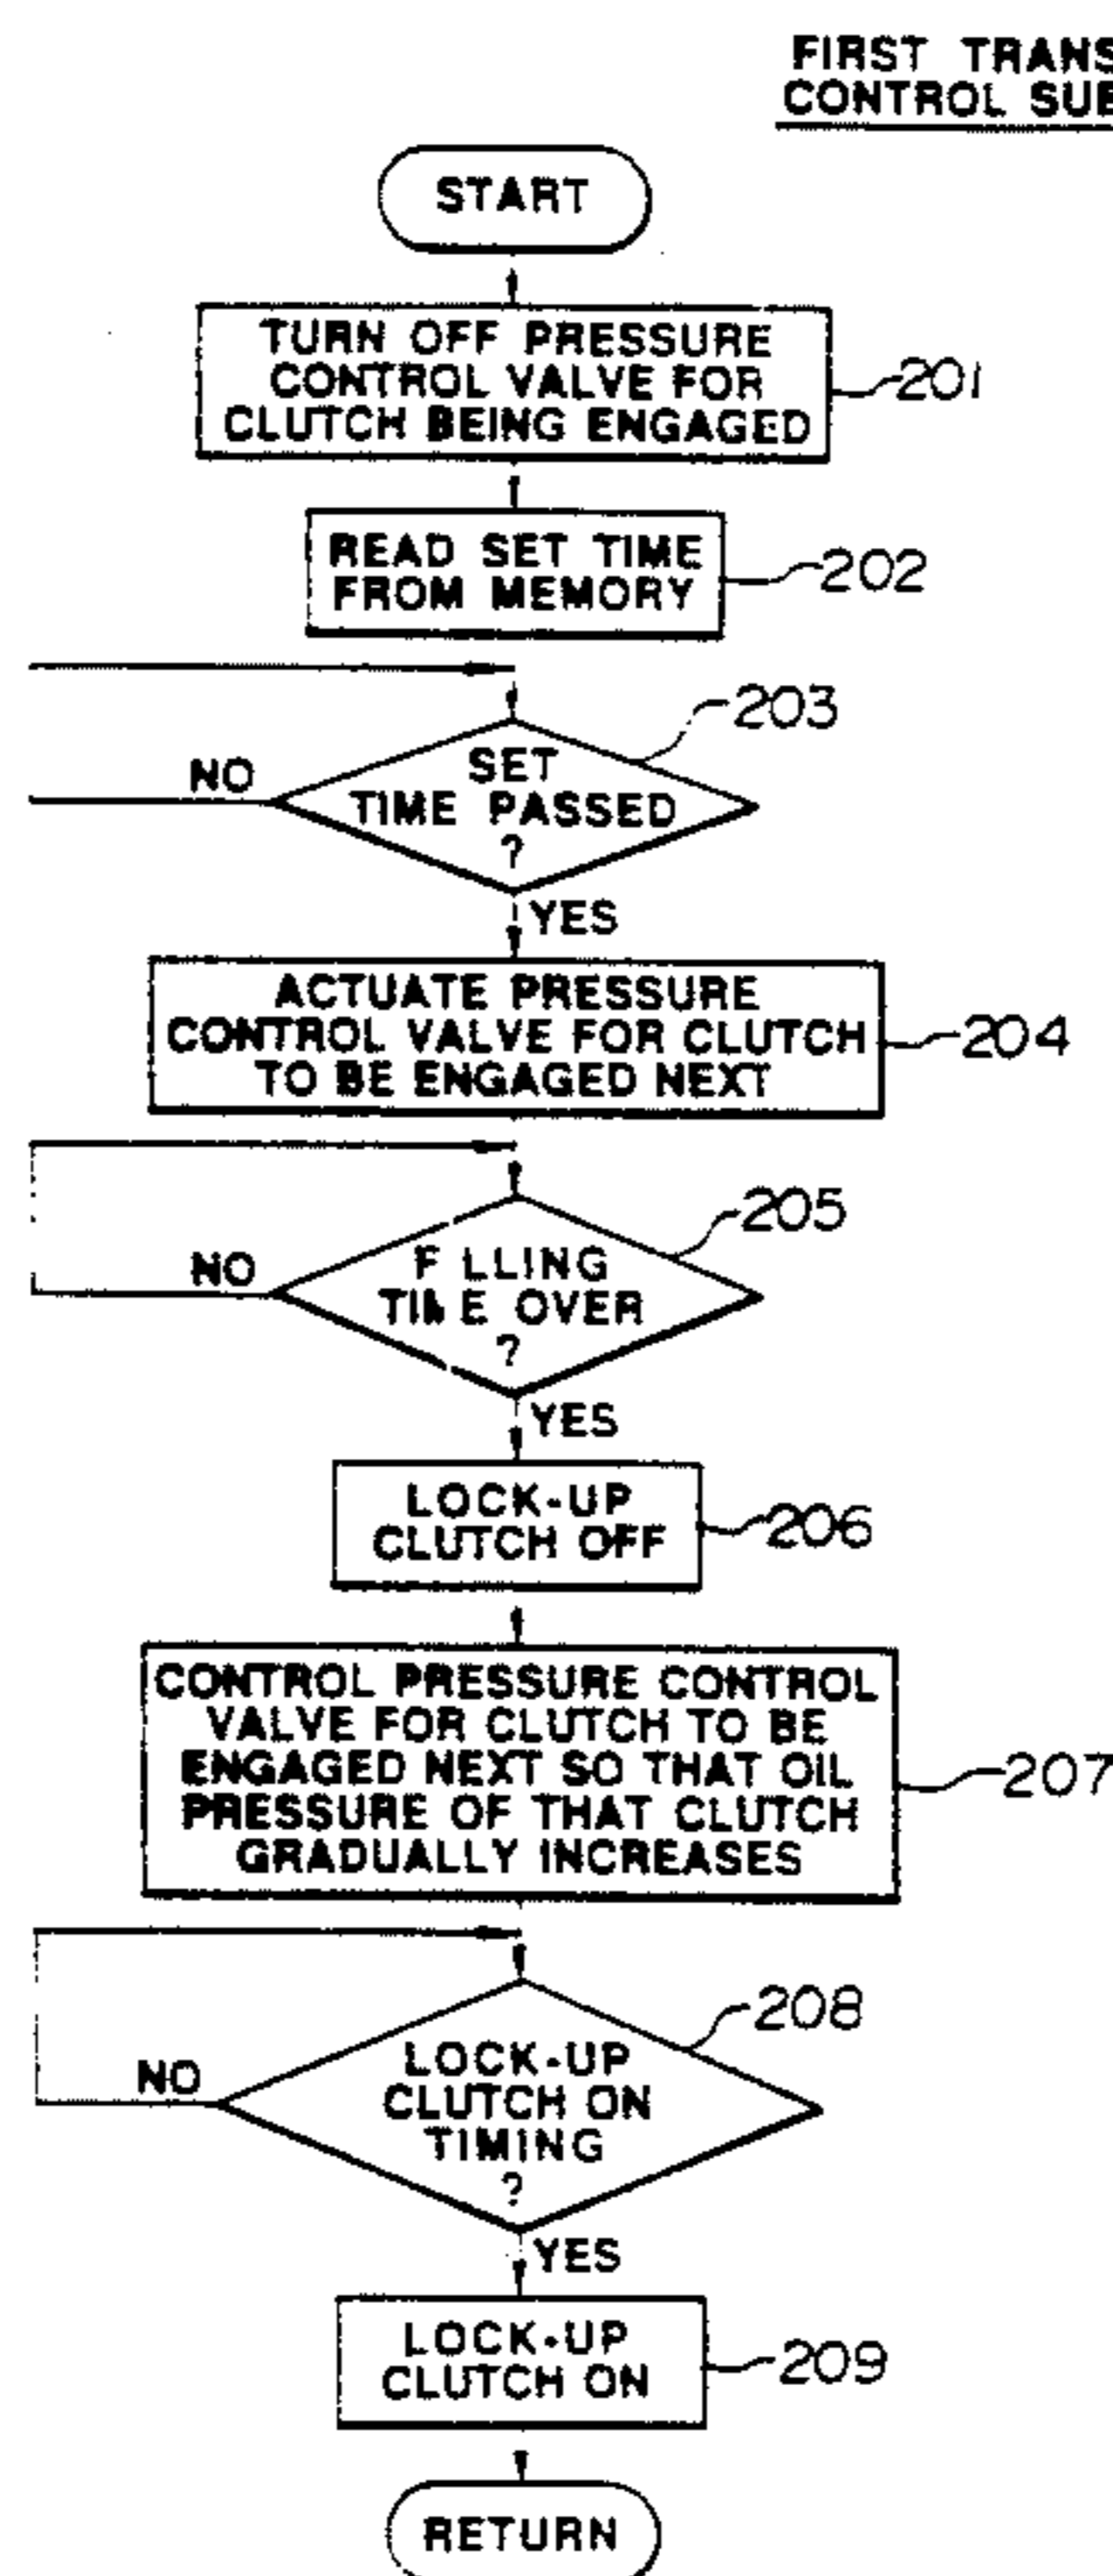 FIRST TRANS
CONTROL SUB
START
TURN OFF PRESSURE
CONTROL VALVE FOR
CLUTCH BEING ENGAGED
201
READ SET TIME
FROM MEMORY
202
203
NO
SET
TIME PASSED
?
YES
ACTUATE PRESSURE
CONTROL VALVE FOR CLUTCH
TO BE ENGAGED NEXT
204
205
NO
F LLING
TIME OVER
?
YES
LOCK-UP
CLUTCH OFF
206
CONTROL PRESSURE CONTROL
VALVE FOR CLUTCH TO BE
ENGAGED NEXT SO THAT OIL
PRESSURE OF THAT CLUTCH
GRADUALLY INCREASES
207
208
NO
LOCK-UP
CLUTCH ON
TIMING
?
YES
LOCK-UP
CLUTCH ON
209
RETURN